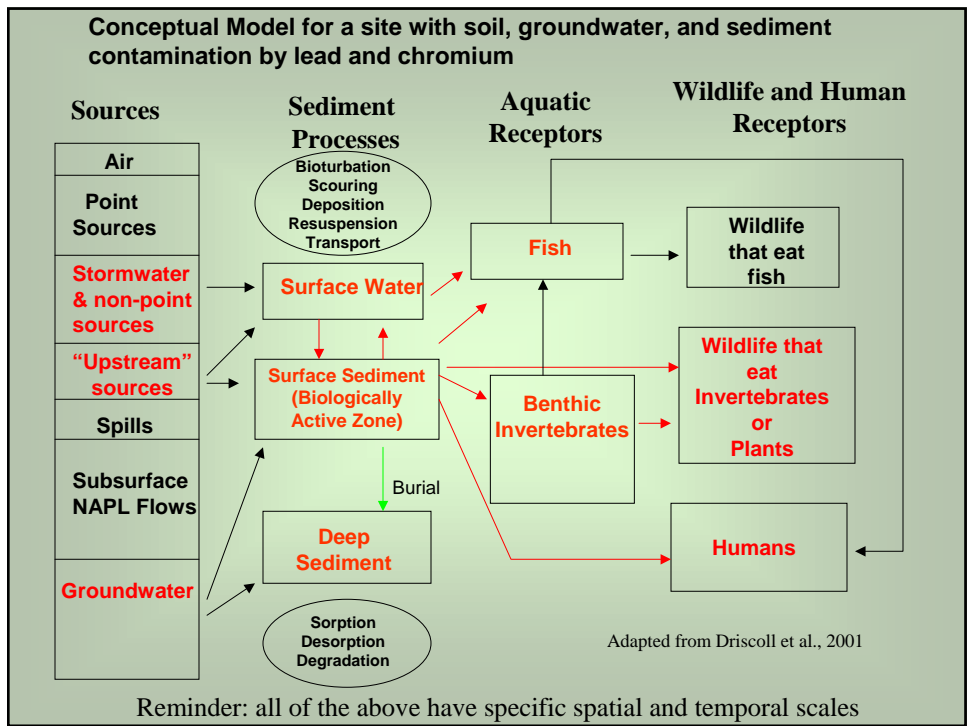 Conceptual Model for a site with soil, groundwater, and sediment
contamination by lead and chromium
Sources
Air
Point
Sources
Stormwater
& non-point
sources
“Upstream”
sources
Spills
Subsurface
NAPL Flows
Groundwater
Sediment
Processes
Bioturbation
Scouring
Deposition
Resuspension
Transport
Surface Water
Surface Sediment
(Biologically
Active Zone)
Burial
Deep
Sediment
Sorption
Desorption
Degradation
Aquatic
Receptors
Fish
Benthic
Invertebrates
Wildlife and Human
Receptors
Wildlife
that eat
fish
Wildlife that
eat
Invertebrates
or
Plants
Humans
Adapted from Driscoll et al., 2001
Reminder: all of the above have specific spatial and temporal scales